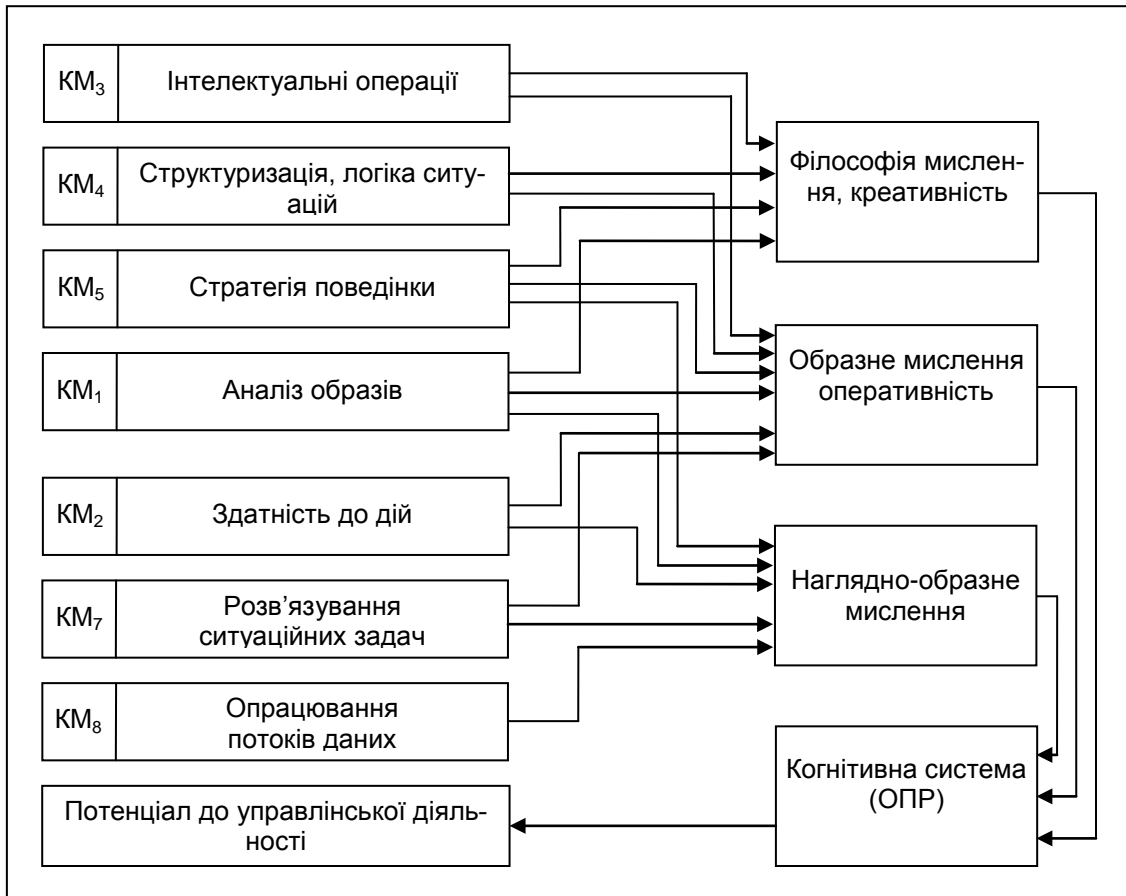 КМ₃ Інтелектуальні операції
КМ₄ Структуризація, логіка ситу-
ацій
КМ₅ Стратегія поведінки
КМ₁ Аналіз образів
КМ₂ Здатність до дій
КМ₇ Розв’язування
ситуаційних задач
КМ₈ Опрацювання
потоків даних
Потенціал до управлінської діяль-
ності
Філософія мислен-
ня, креативність
Образне мислення
оперативність
Наглядно-образне
мислення
Когнітивна система
(ОПР)